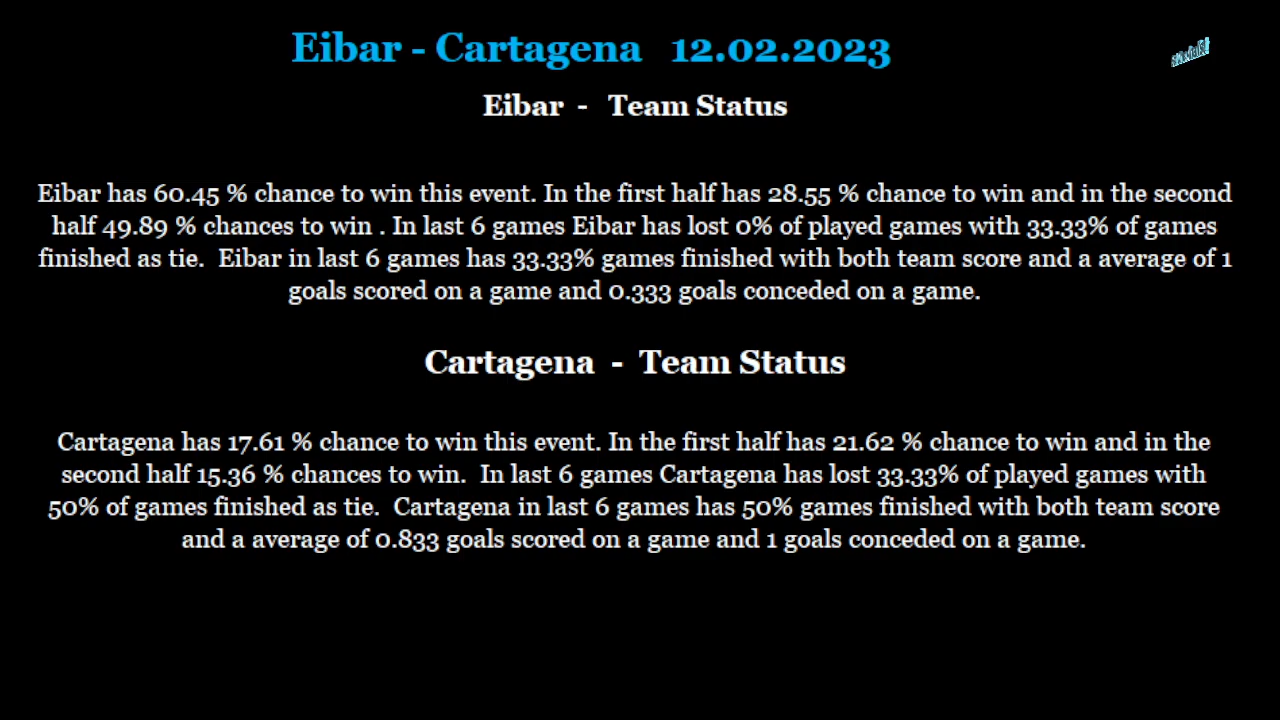 Eibar - Cartagena 12.02.2023
Eibar - Team Status
Eibar has 60.45 % chance to win this event. In the first half has 28.55 % chance to win and in the second
half 49.89 % chances to win . In last 6 games Eibar has lost 0% of played games with 33.33% of games
finished as tie. Eibar in last 6 games has 33.33% games finished with both team score and a average of 1
goals scored on a game and 0.333 goals conceded on a game.
Cartagena - Team Status
Cartagena has 17.61 % chance to win this event. In the first half has 21.62 % chance to win and in the
second half 15.36 % chances to win. In last 6 games Cartagena has lost 33.33% of played games with
50% of games finished as tie. Cartagena in last 6 games has 50% games finished with both team score
and a average of 0.833 goals scored on a game and 1 goals conceded on a game.